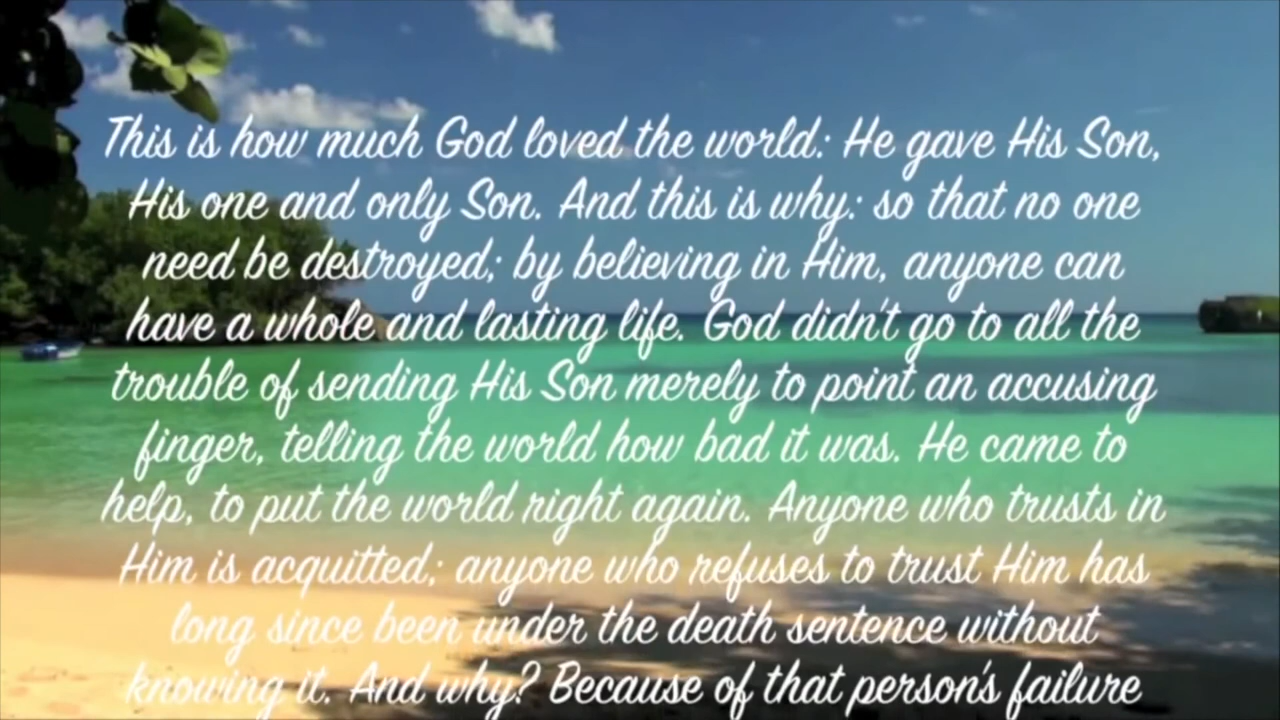 This is how much God loved the world: He gave His Son,
His one and only Son. And this is why: so that no one
need be destroyed; by believing in Him, anyone can
have a whole and lasting life. God didn't go to all the
trouble of sending His Son merely to point an accusing
finger, telling the world how bad it was. He came to
help, to put the world right again. Anyone who trusts in
Him is acquitted; anyone who refuses to trust Him has
long since been under the death sentence without
knowing it. And why? Because of that person's failure